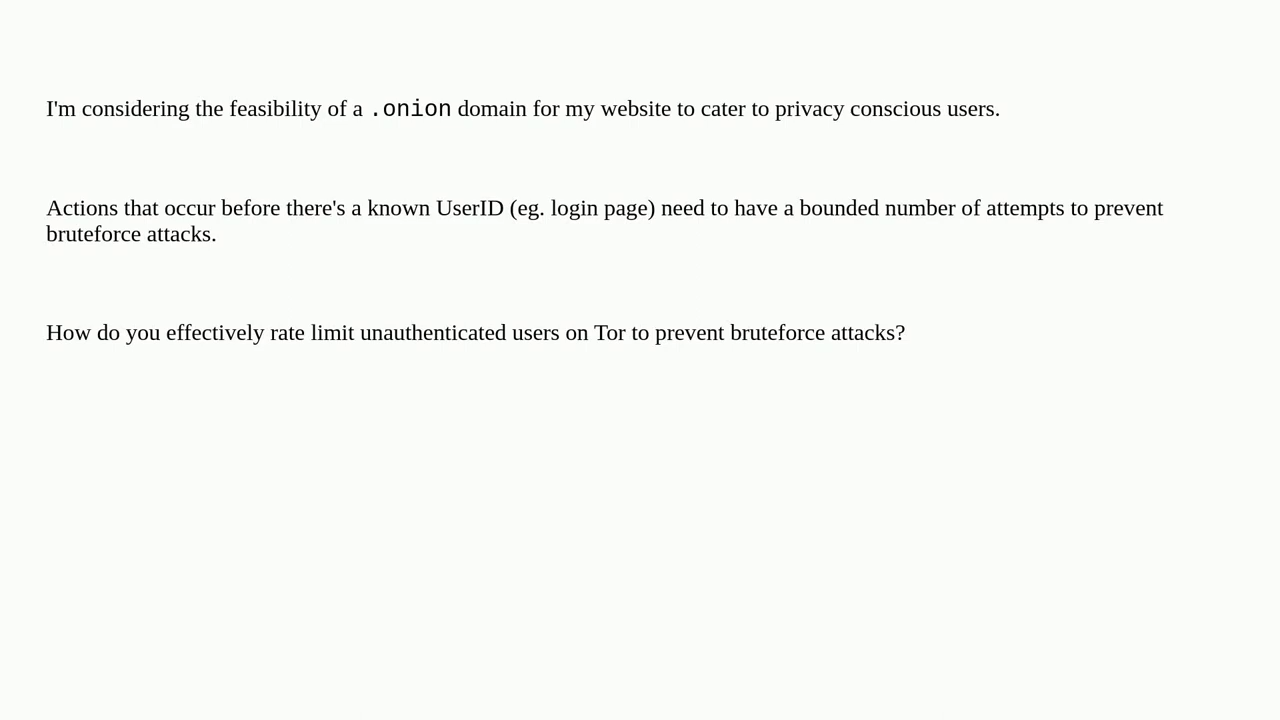 I'm considering the feasibility of a .onion domain for my website to cater to privacy conscious users.
Actions that occur before there's a known UserID (eg. login page) need to have a bounded number of attempts to prevent
bruteforce attacks.
How do you effectively rate limit unauthenticated users on Tor to prevent bruteforce attacks?